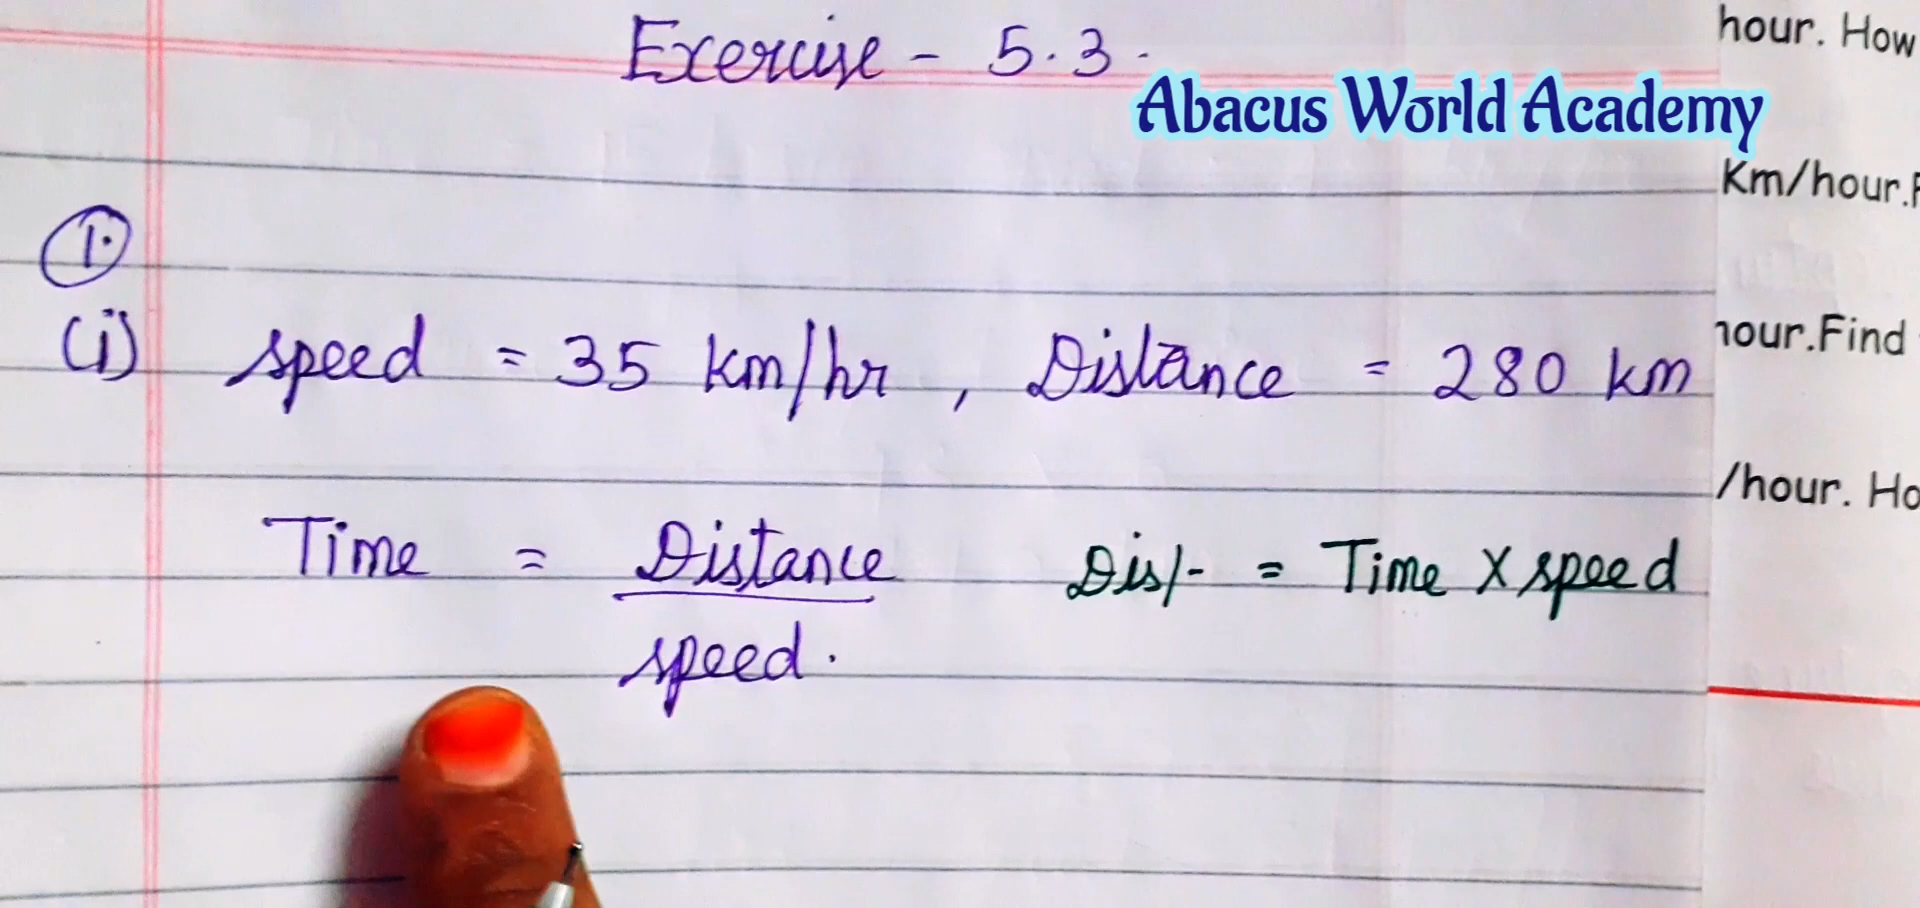 Exercise - 5.3.
Abacus World Academy
hour. How
Km/hour.
1.
(i) speed = 35 km/hr, Distance = 280 km
hour.Find
/hour. Ho
Time = Distance
speed.
Dis/- = Time X speed